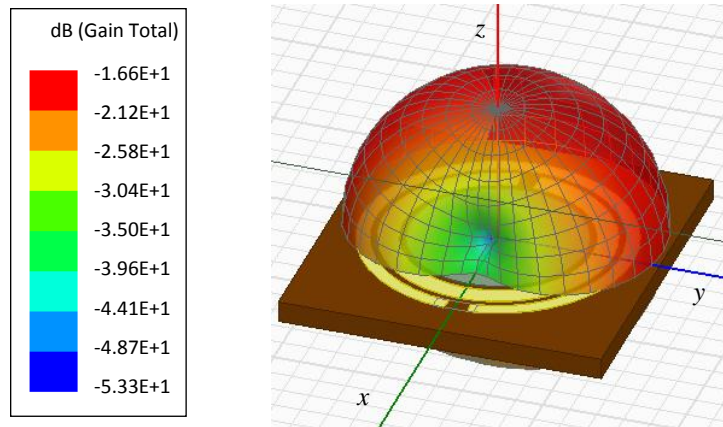 dB (Gain Total)
-1.66E+1
-2.12E+1
-2.58E+1
-3.04E+1
-3.50E+1
-3.96E+1
-4.41E+1
-4.87E+1
-5.33E+1
z
y
x